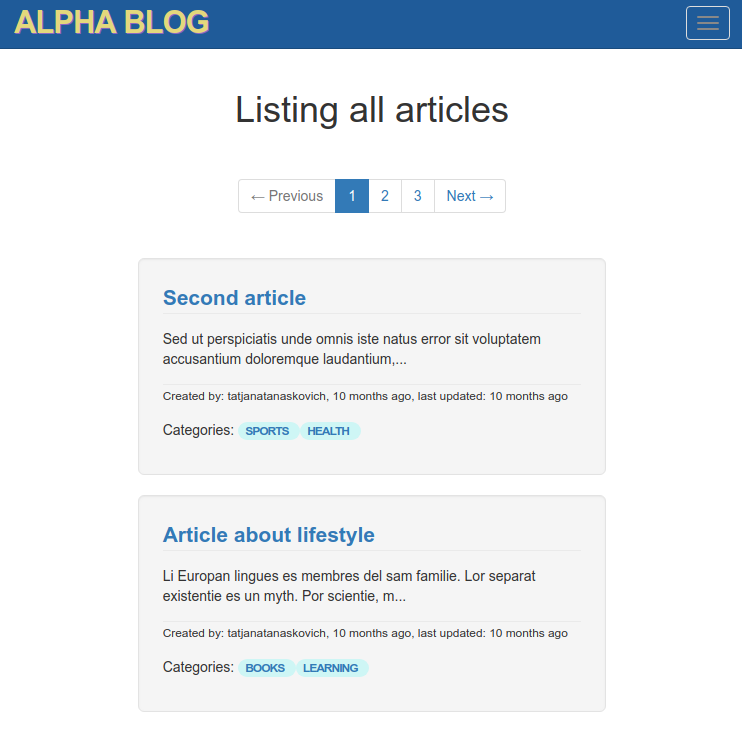 ALPHA BLOG
Listing all articles
← Previous 1 2 3 Next →
Second article
Sed ut perspiciatis unde omnis iste natus error sit voluptatem
accusantium doloremque laudantium,...
Created by: tatjanatanaskovich, 10 months ago, last updated: 10 months ago
Categories: SPORTS HEALTH
Article about lifestyle
Li Europan lingues es membres del sam familie. Lor separat
existentie es un myth. Por scientie, m...
Created by: tatjanatanaskovich, 10 months ago, last updated: 10 months ago
Categories: BOOKS LEARNING